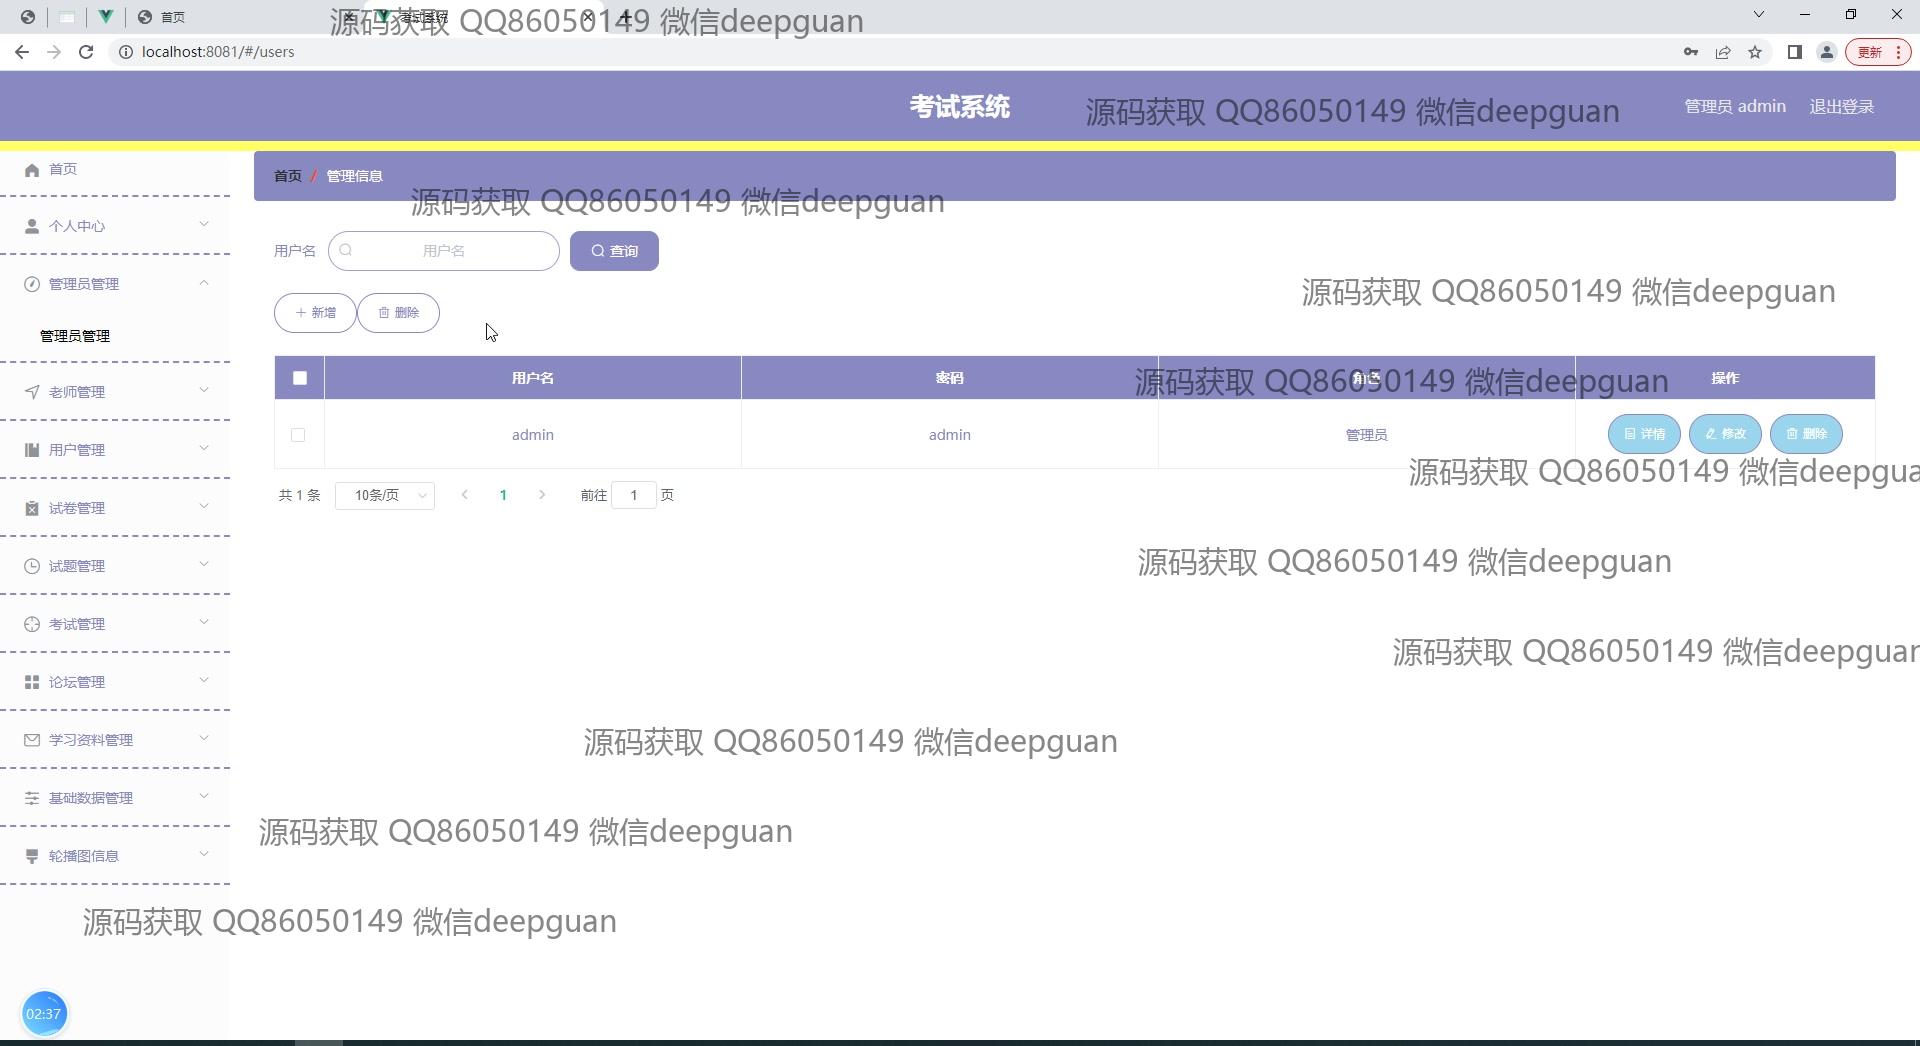 首页
考试系统
源码获取 QQ86050149 微信deepguan
localhost:8081/#/users
更新
考试系统
源码获取 QQ86050149 微信deepguan
管理员 admin
退出登录
首页
首页 / 管理信息
源码获取 QQ86050149 微信deepguan
个人中心
用户名
用户名
查询
管理员管理
源码获取 QQ86050149 微信deepguan
新增
删除
管理员管理
用户名
密码
角色
操作
源码获取 QQ86050149 微信deepguan
老师管理
admin
admin
管理员
详情
修改
删除
用户管理
源码获取 QQ86050149 微信deepgua
共 1 条
10条/页
1
前往 1 页
试卷管理
试题管理
源码获取 QQ86050149 微信deepguan
考试管理
源码获取 QQ86050149 微信deepguan
论坛管理
学习资料管理
源码获取 QQ86050149 微信deepguan
基础数据管理
源码获取 QQ86050149 微信deepguan
轮播图信息
源码获取 QQ86050149 微信deepguan
02:37